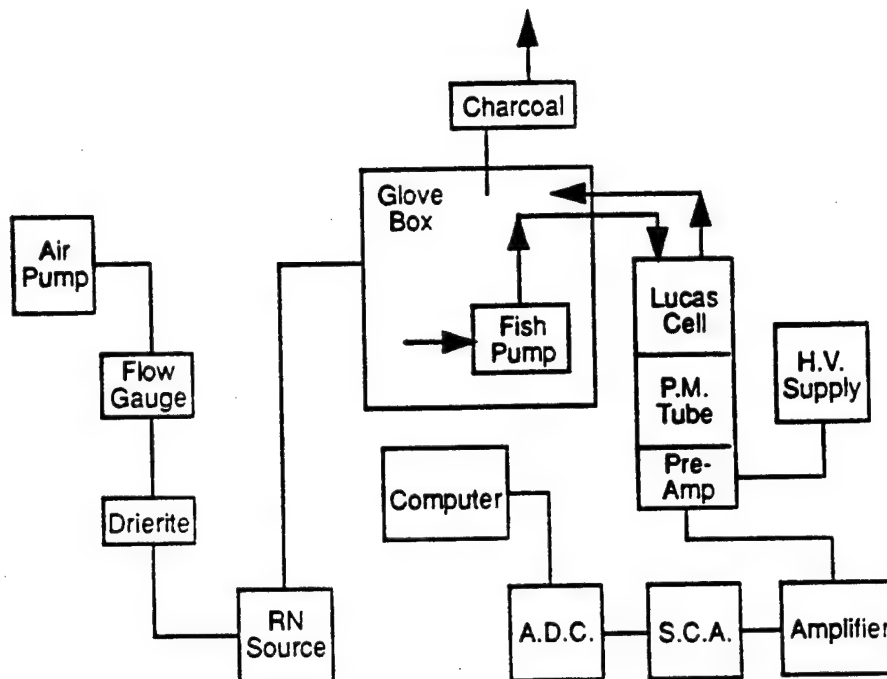 Charcoal
Glove
Box
Air
Pump
Lucas
Cell
Fish
Pump
H.V.
Supply
Flow
Gauge
P.M.
Tube
Pre-
Amp
Computer
Drierite
RN
Source
A.D.C.
S.C.A.
Amplifier